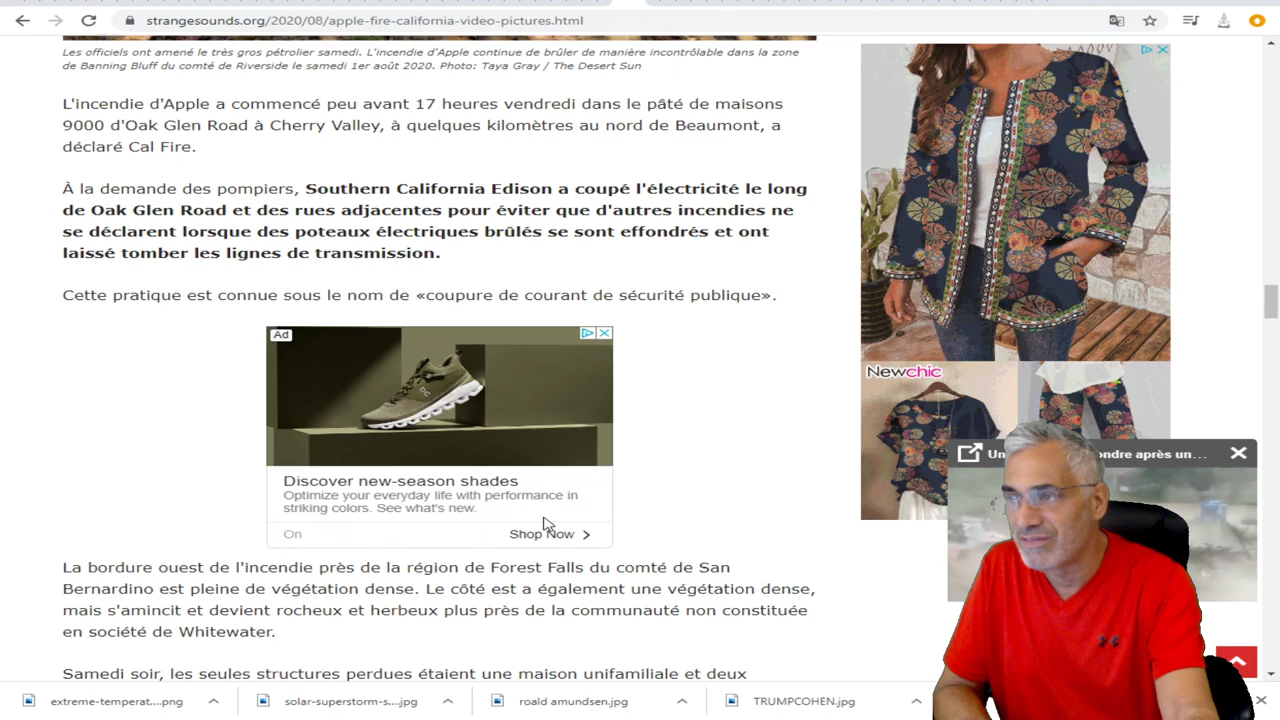 strangesounds.org/2020/08/apple-fire-california-video-pictures.html
Les officiels ont amené le très gros pétrolier samedi. L'incendie d'Apple continue de brûler de manière incontrôlable dans la zone
de Banning Bluff du comté de Riverside le samedi 1er août 2020. Photo: Taya Gray / The Desert Sun
L'incendie d'Apple a commencé peu avant 17 heures vendredi dans le pâté de maisons
9000 d'Oak Glen Road à Cherry Valley, à quelques kilomètres au nord de Beaumont, a
déclaré Cal Fire.
À la demande des pompiers, Southern California Edison a coupé l'électricité le long
de Oak Glen Road et des rues adjacentes pour éviter que d'autres incendies ne
se déclarent lorsque des poteaux électriques brûlés se sont effondrés et ont
laissé tomber les lignes de transmission.
Cette pratique est connue sous le nom de «coupure de courant de sécurité publique».
Ad
Discover new-season shades
Optimize your everyday life with performance in
striking colors. See what's new.
On
Shop Now
La bordure ouest de l'incendie près de la région de Forest Falls du comté de San
Bernardino est pleine de végétation dense. Le côté est a également une végétation dense,
mais s'amincit et devient rocheux et herbeux plus près de la communauté non constituée
en société de Whitewater.
Samedi soir, les seules structures perdues étaient une maison unifamiliale et deux
Newchic
Un
ondre après un...
extreme-temperat....png
solar-superstorm-s....jpg
roald amundsen.jpg
TRUMPCOHEN.jpg